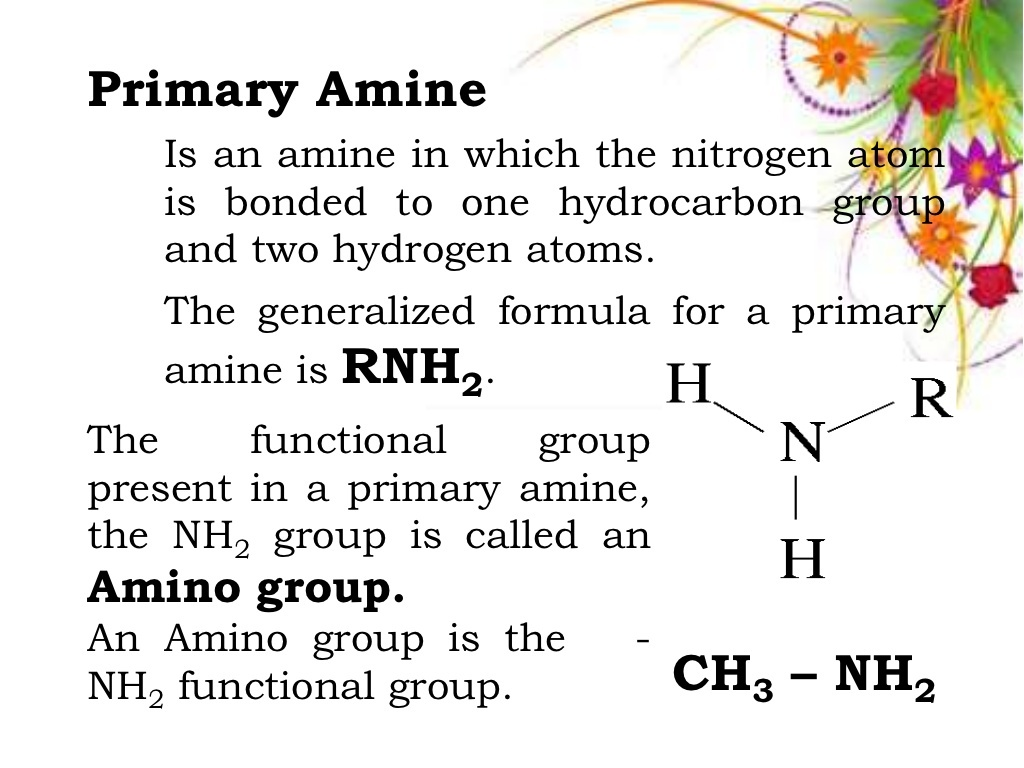 Primary Amine
Is an amine in which the nitrogen atom
is bonded to one hydrocarbon group
and two hydrogen atoms.
The generalized formula for a primary
amine is RNH₂.
H
R
N
H
The functional group
present in a primary amine,
the NH₂ group is called an
Amino group.
An Amino group is the -
NH₂ functional group.
CH₃ – NH₂